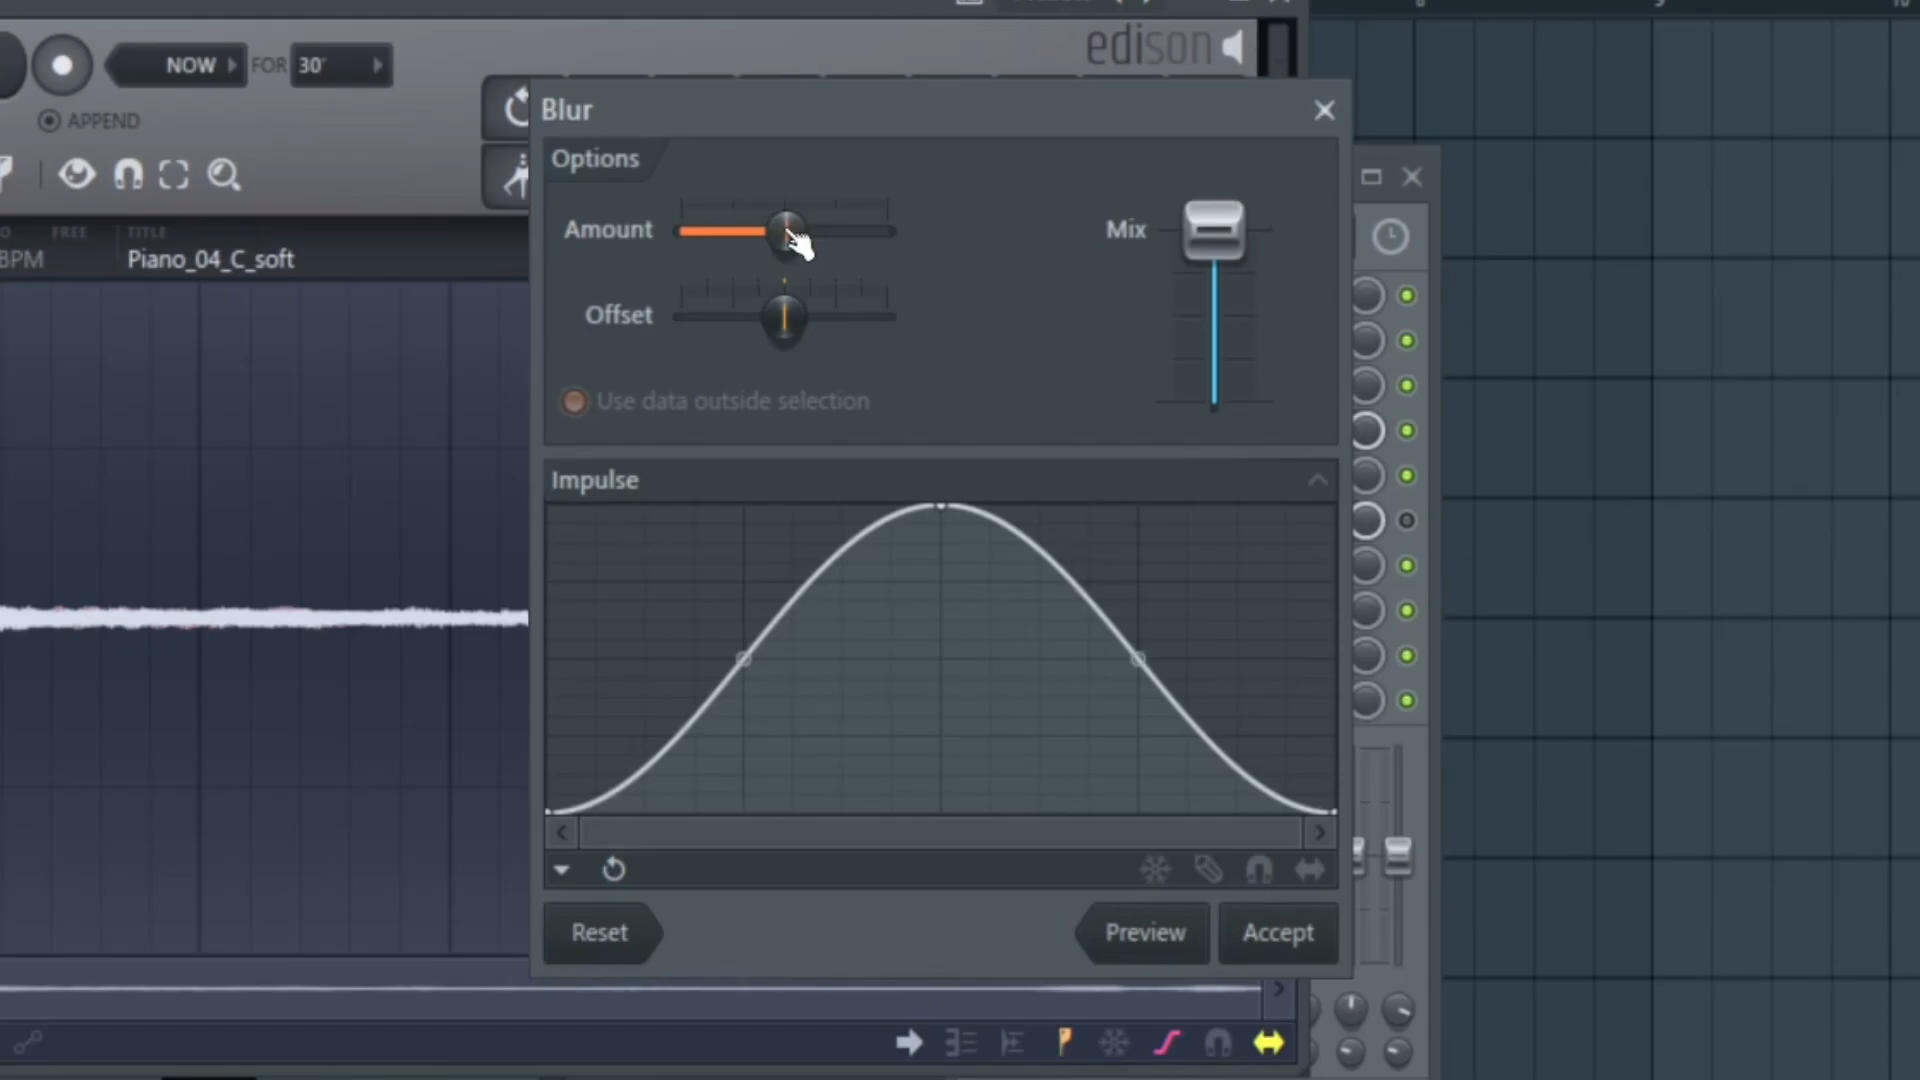 edison
NOW FOR 30'
APPEND
Blur
Options
FREE TITLE
BPM Piano_04_C_soft
Amount
Mix
Offset
Use data outside selection
Impulse
Reset
Preview
Accept